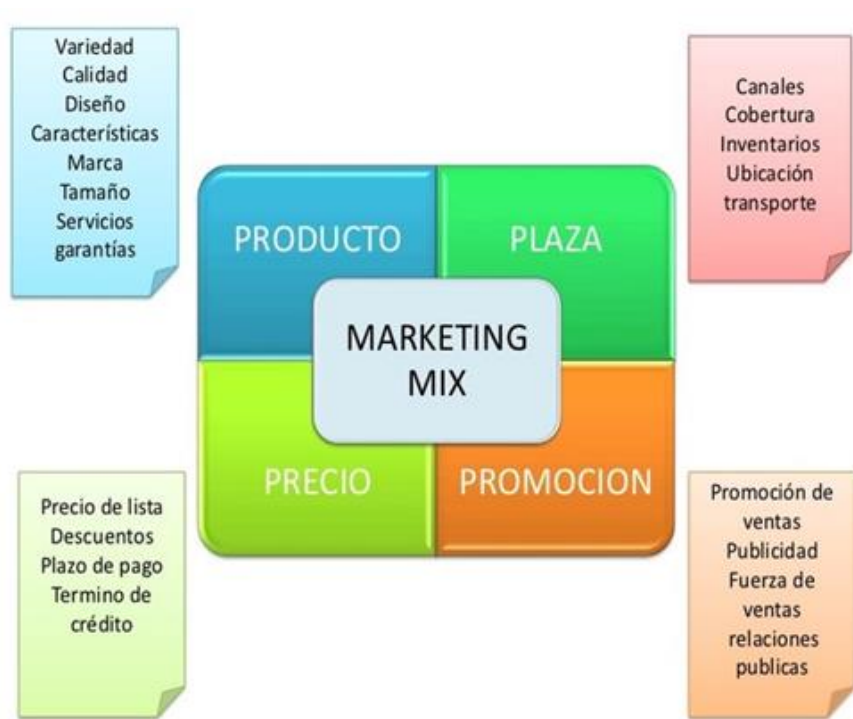 Variedad
Calidad
Diseño
Características
Marca
Tamaño
Servicios
garantías
Canales
Cobertura
Inventarios
Ubicación
transporte
PRODUCTO
PLAZA
MARKETING
MIX
PRECIO
PROMOCION
Precio de lista
Descuentos
Plazo de pago
Termino de
crédito
Promoción de
ventas
Publicidad
Fuerza de
ventas
relaciones
publicas